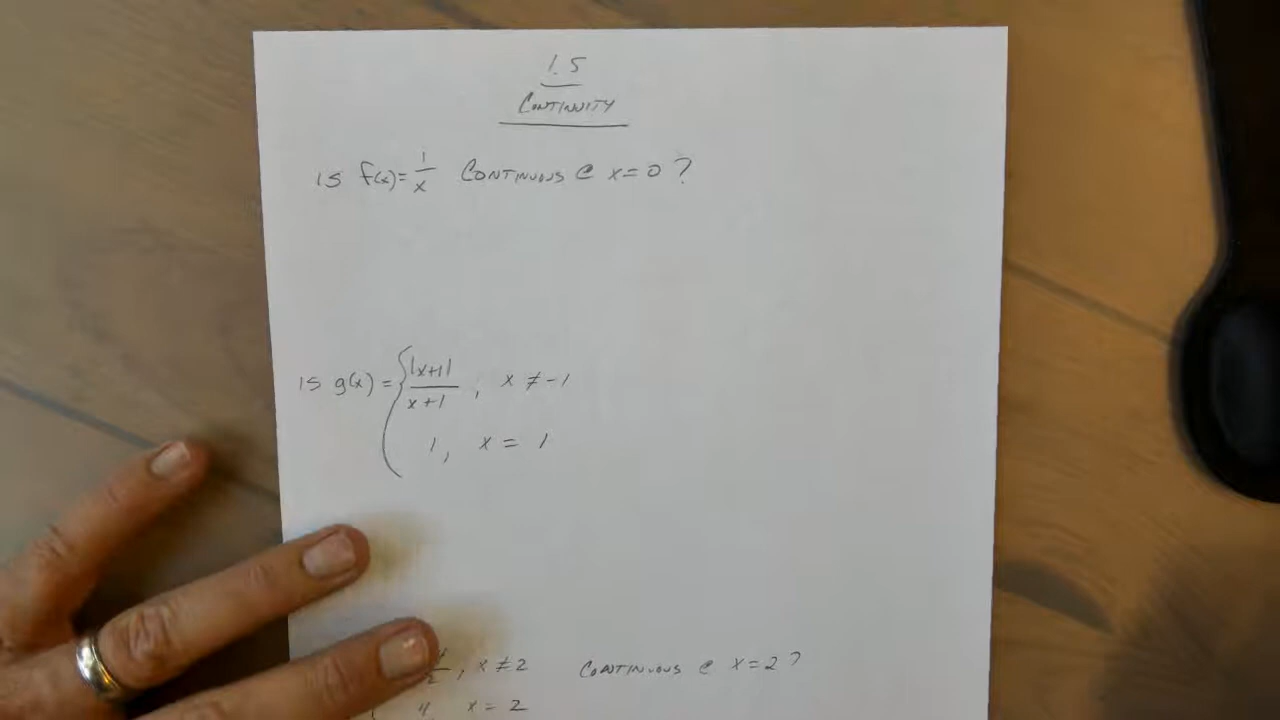 1.5
CONTINUITY
IS f(x) = 1/x CONTINUOUS @ x=0?
IS g(x) = { |x+1| / x+1 , x ≠ -1
1, x = 1
, x ≠ 2 CONTINUOUS @ x=2?
4, x = 2